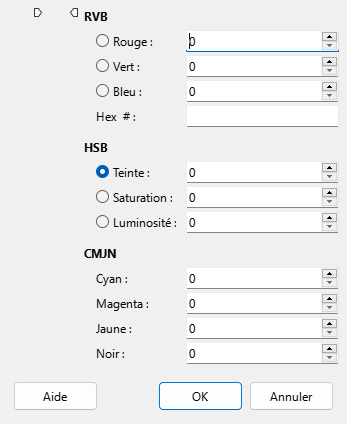 RVB
Rouge : 0
Vert : 0
Bleu : 0
Hex #:
HSB
Teinte : 0
Saturation : 0
Luminosité : 0
CMJN
Cyan : 0
Magenta : 0
Jaune : 0
Noir : 0
Aide OK Annuler